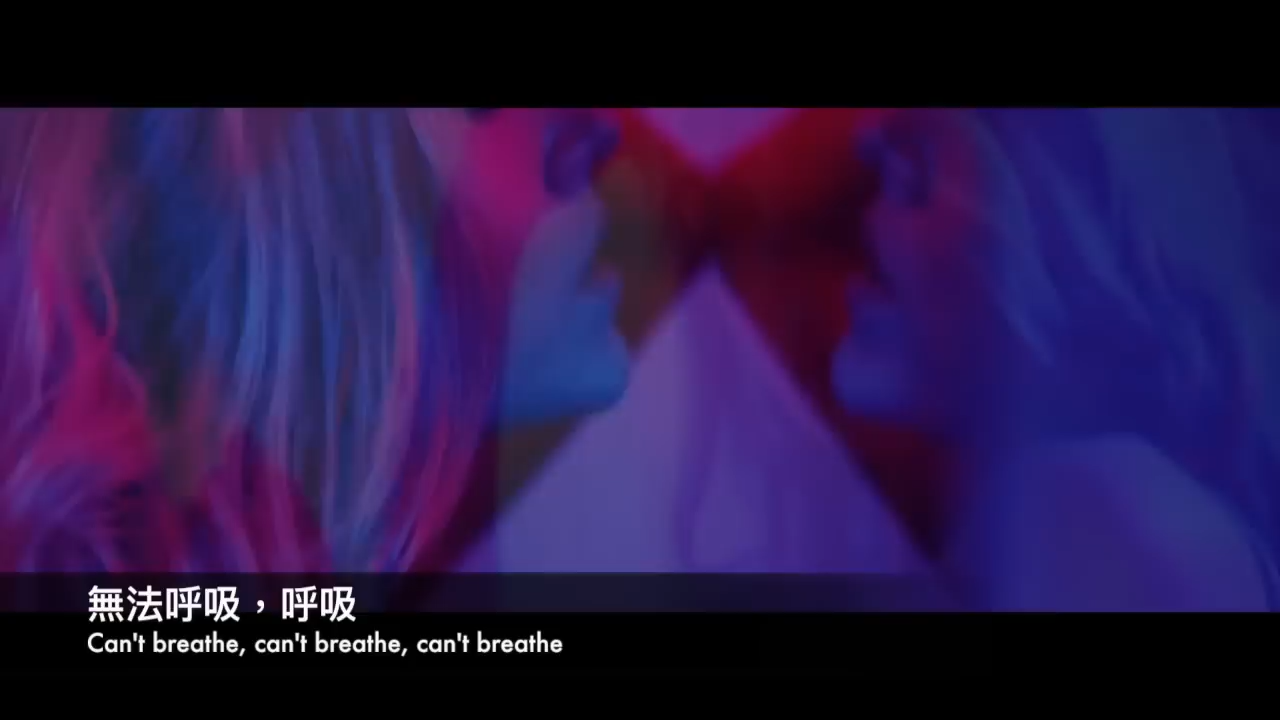 無法呼吸，呼吸
Can't breathe, can't breathe, can't breathe